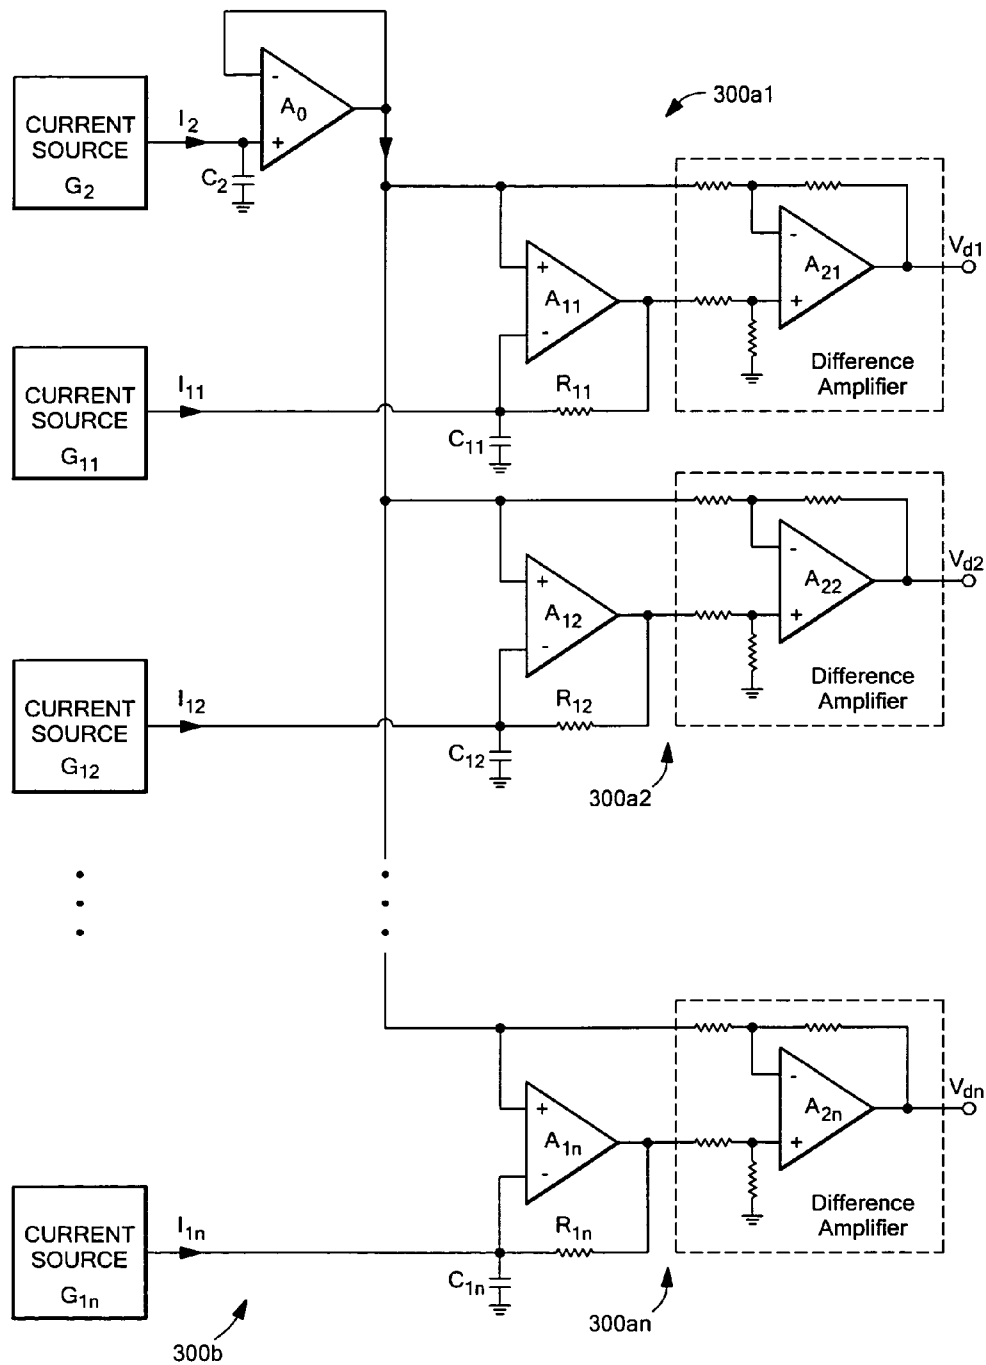 CURRENT
SOURCE
G2
I2
C2
-
A0
+
300a1
CURRENT
SOURCE
G11
I11
+
A11
-
R11
C11
-
A21
+
Vd1
Difference
Amplifier
CURRENT
SOURCE
G12
I12
+
A12
-
R12
C12
-
A22
+
Vd2
Difference
Amplifier
300a2
CURRENT
SOURCE
G1n
I1n
+
A1n
-
R1n
C1n
-
A2n
+
Vdn
Difference
Amplifier
300an
300b